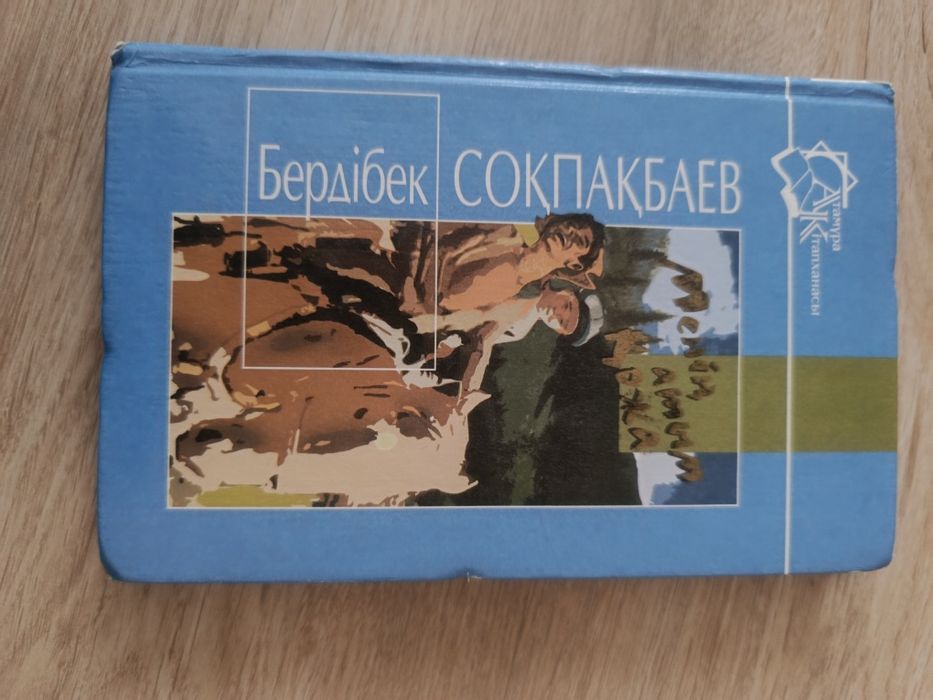 Бердібек СОҚПАҚБАЕВ
Атамұра
Кітапханасы
Менің
атым
Қожа